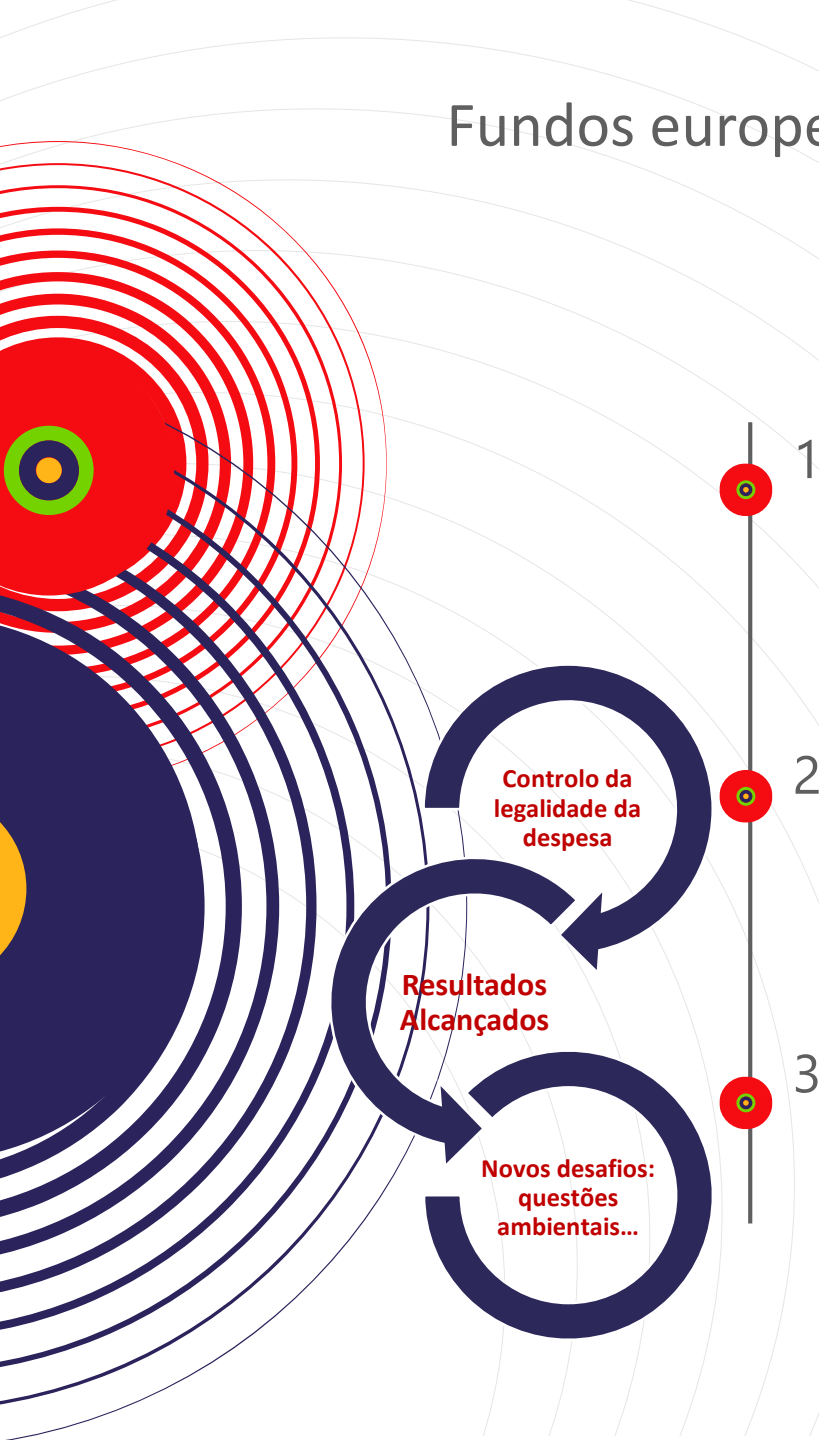 Fundos europe
1
Controlo da
legalidade da
despesa
2
Resultados
Alcançados
3
Novos desafios:
questões
ambientais…